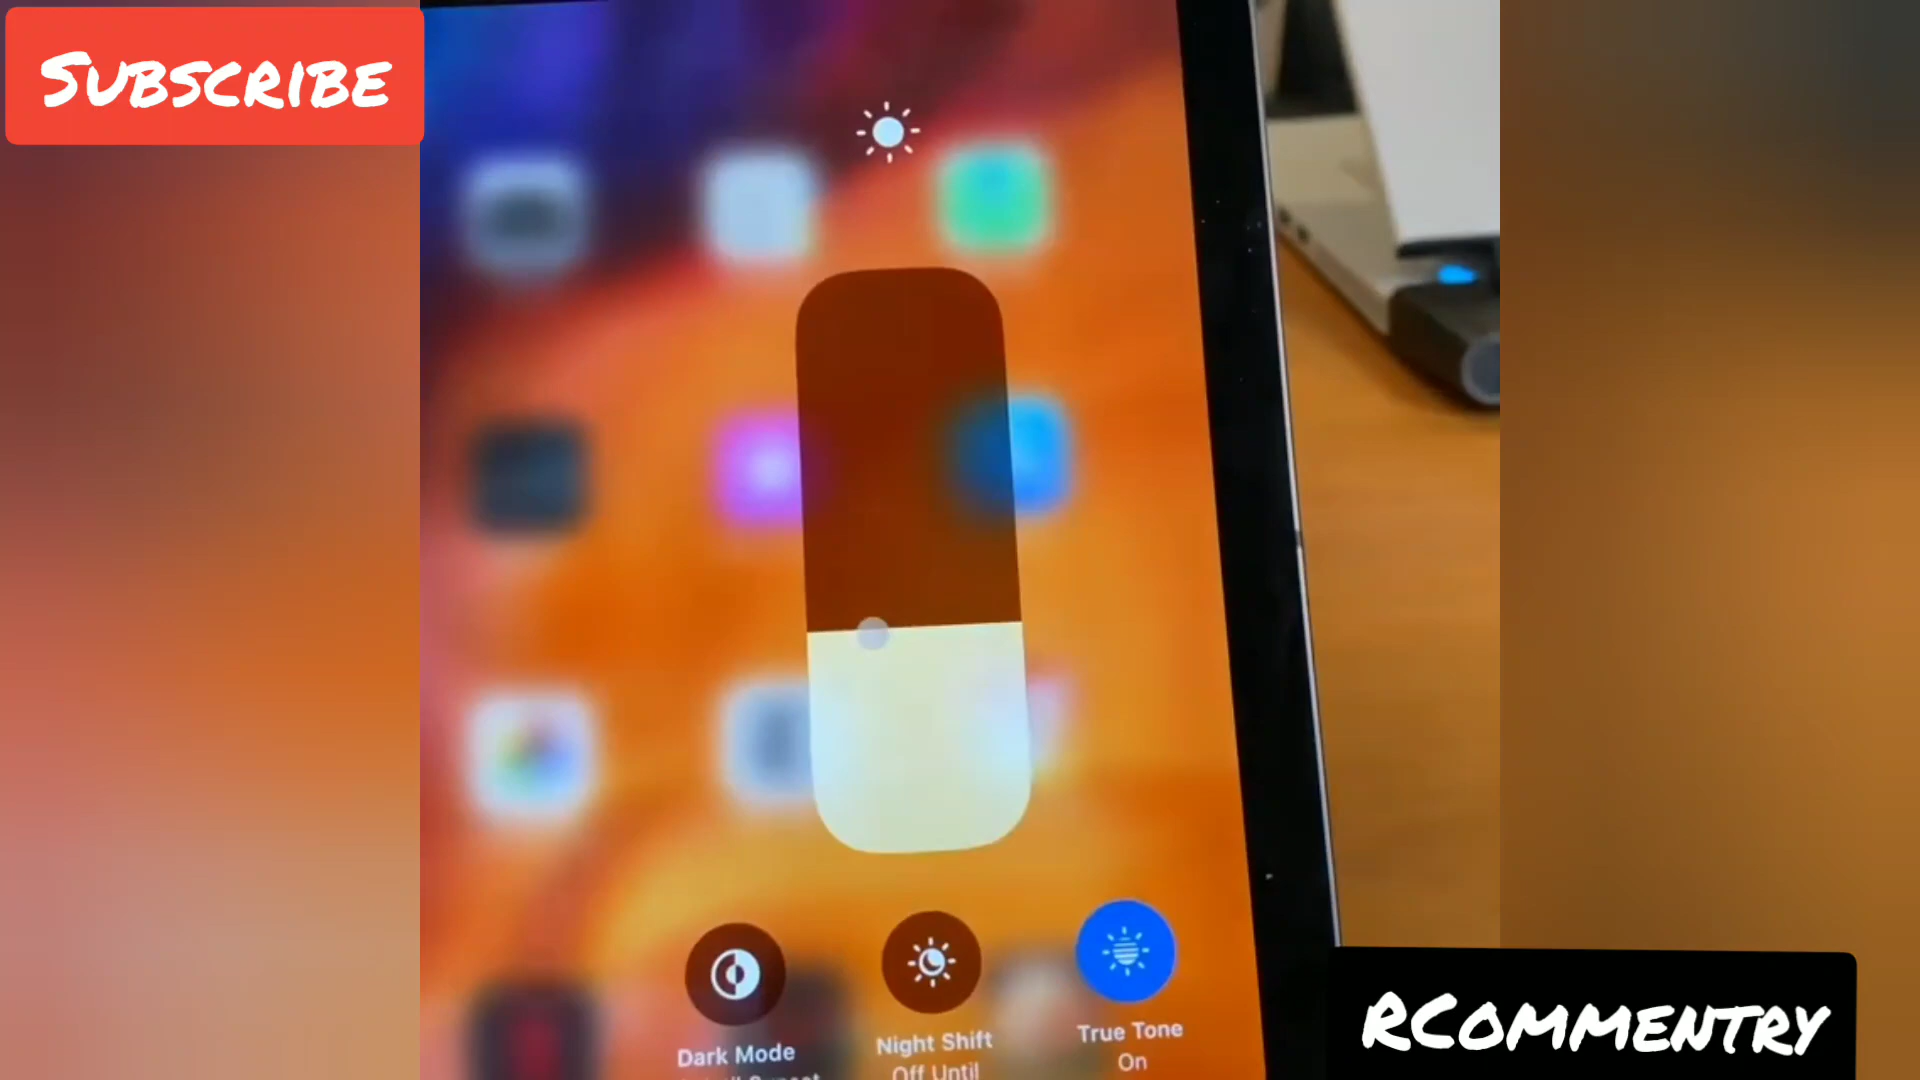 SUBSCRIBE
Dark Mode
Night Shift
Off Until
True Tone
On
RCOMMENTRY